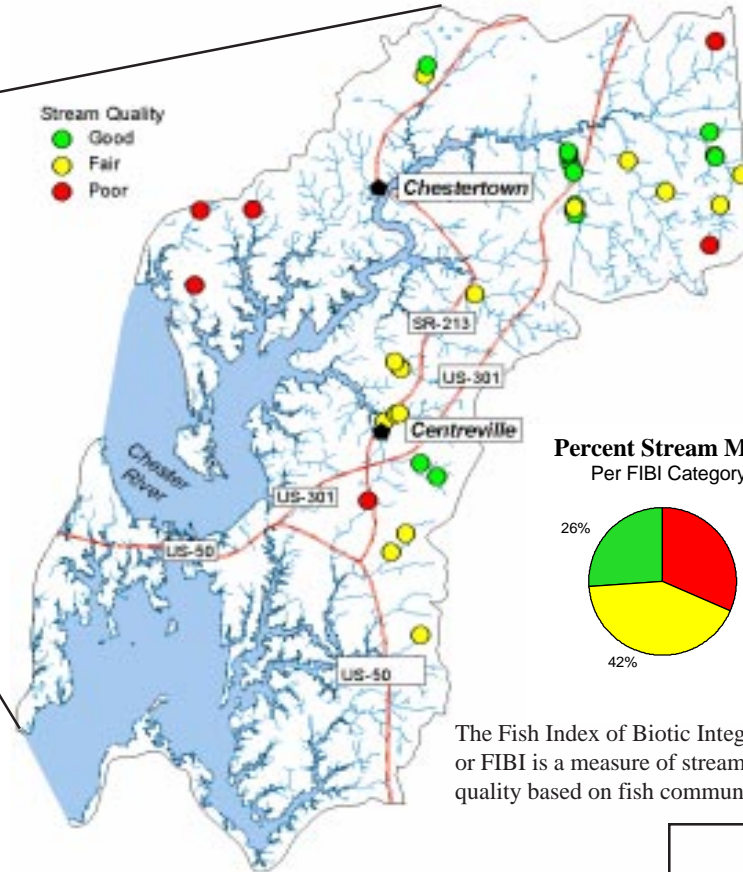 Stream Quality
Good
Fair
Poor
Chestertown
SR-213
US-301
Centreville
Chester
River
US-301
US-50
US-50
Percent Stream M
Per FIBI Category
26%
42%
The Fish Index of Biotic Integ
or FIBI is a measure of stream
quality based on fish commun